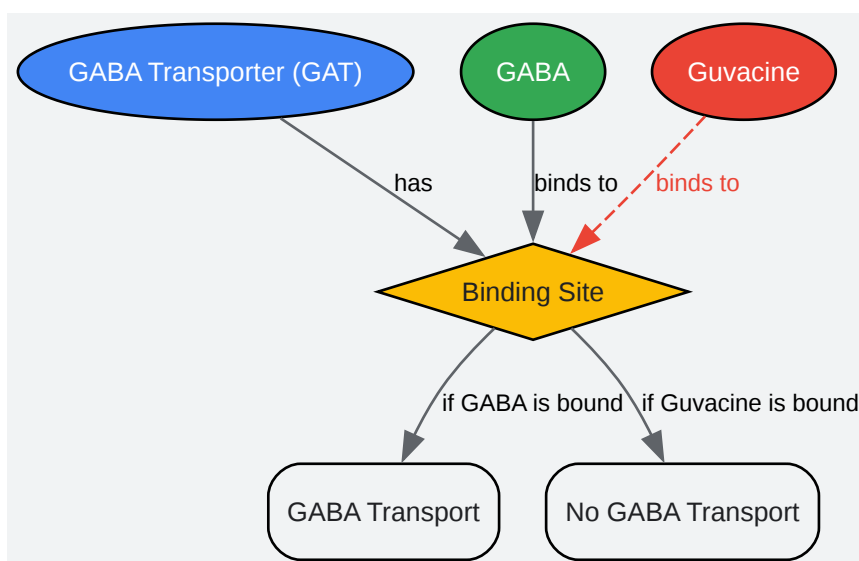 GABA Transporter (GAT)
GABA
Guvacine
has
binds to
binds to
Binding Site
if GABA is bound
if Guvacine is bound
GABA Transport
No GABA Transport